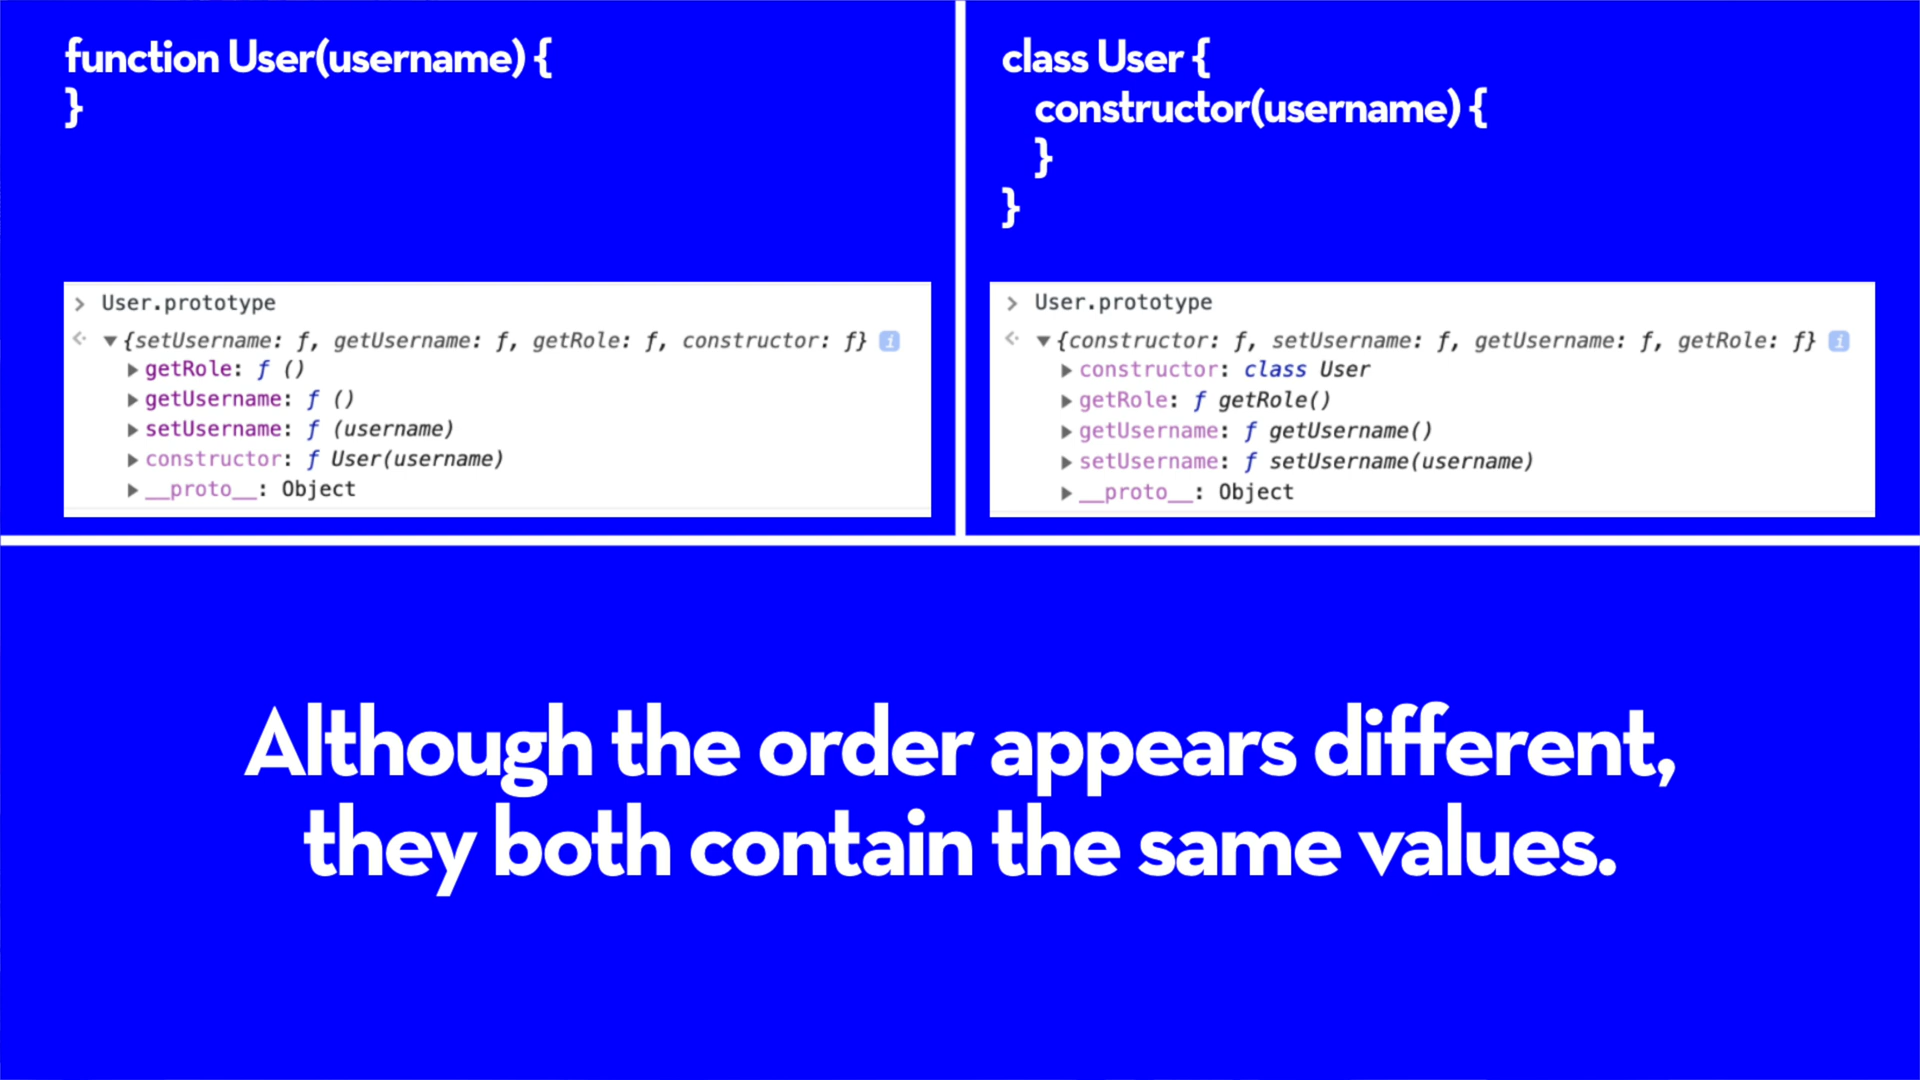 function User(username) {
}
> User.prototype
▼{setUsername: ƒ, getUsername: ƒ, getRole: ƒ, constructor: ƒ} i
▶getRole: ƒ ()
▶getUsername: ƒ ()
▶setUsername: ƒ (username)
▶constructor: ƒ User(username)
▶__proto__: Object
class User {
constructor(username) {
}
}
> User.prototype
▼{constructor: ƒ, setUsername: ƒ, getUsername: ƒ, getRole: ƒ} i
▶constructor: class User
▶getRole: ƒ getRole()
▶getUsername: ƒ getUsername()
▶setUsername: ƒ setUsername(username)
▶__proto__: Object
Although the order appears different,
they both contain the same values.